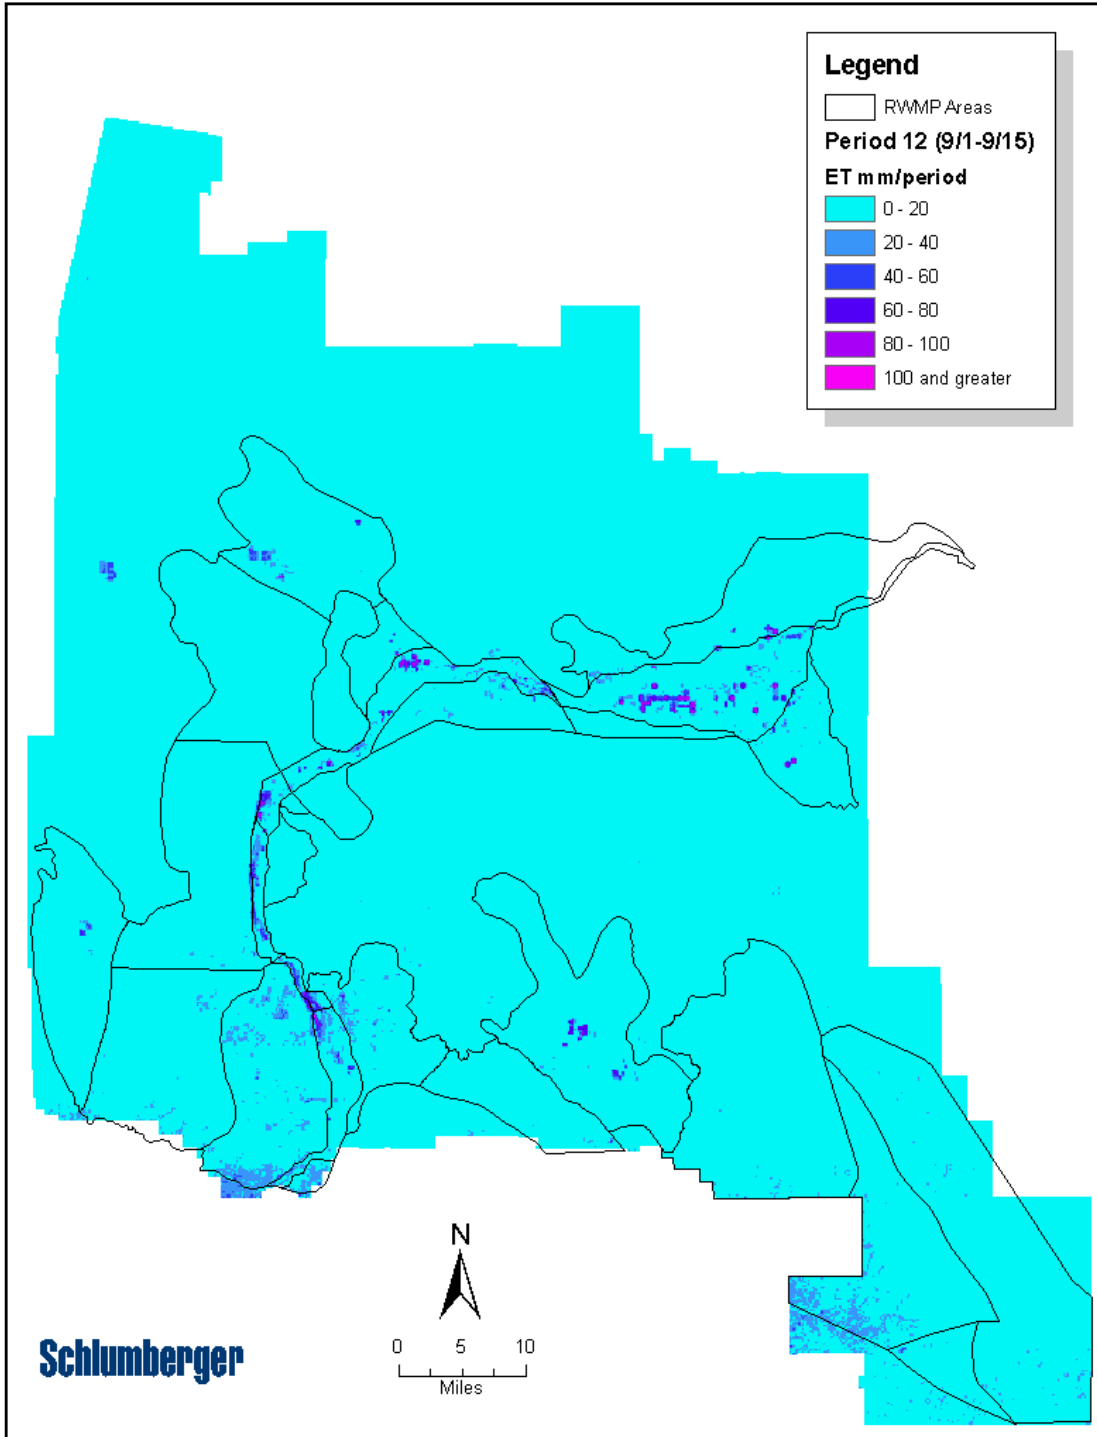 Legend
RWMP Areas
Period 12 (9/1-9/15)
ET mm/period
0 - 20
20 - 40
40 - 60
60 - 80
80 - 100
100 and greater
N
0 5 10
Miles
Schlumberger